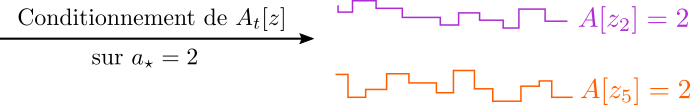 Conditionnement de A_t[z]
sur a_⋆ = 2
A[z_2] = 2
A[z_5] = 2